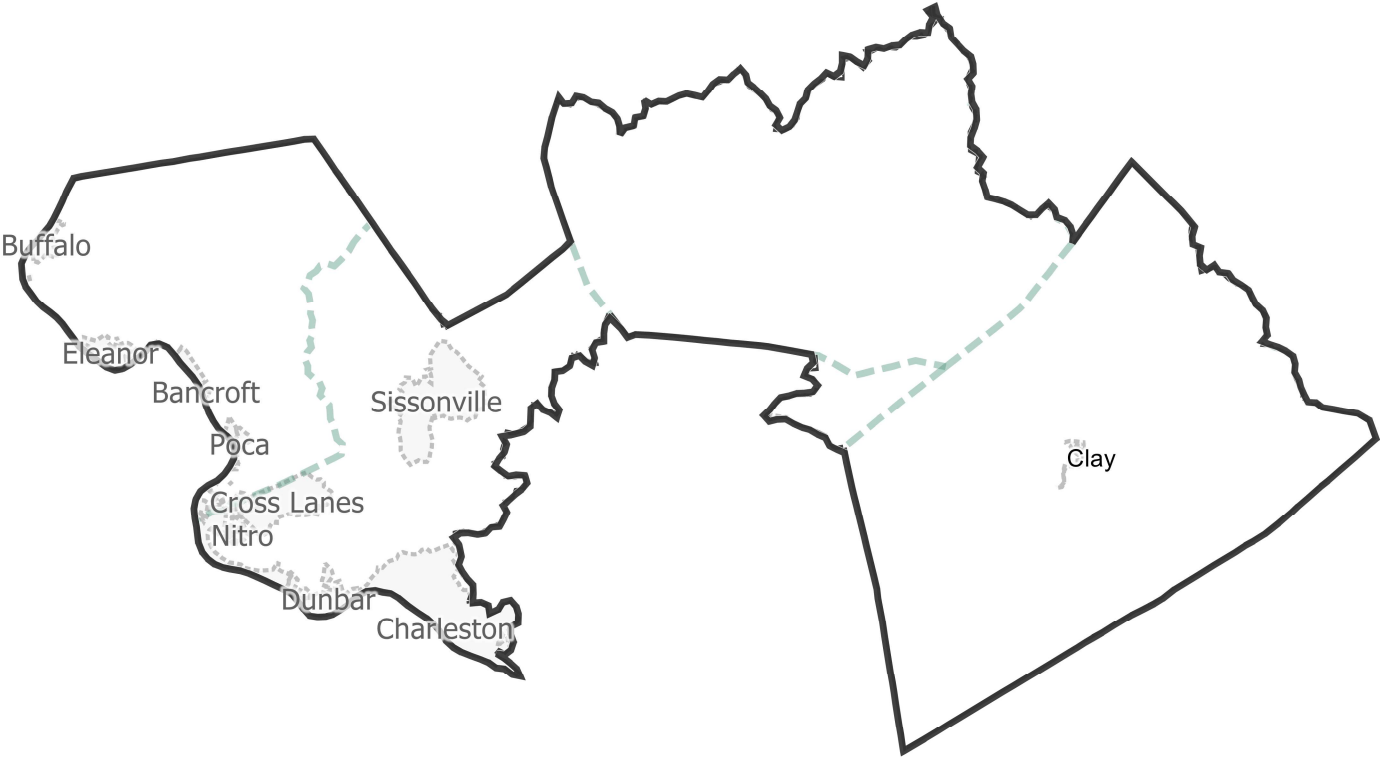 Buffalo
Eleanor
Bancroft
Sissonville
Poca
Clay
Cross Lanes
Nitro
Dunbar
Charleston